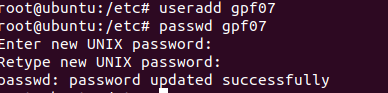 root@ubuntu:/etc# useradd gpf07
root@ubuntu:/etc# passwd gpf07
Enter new UNIX password:
Retype new UNIX password:
passwd: password updated successfully